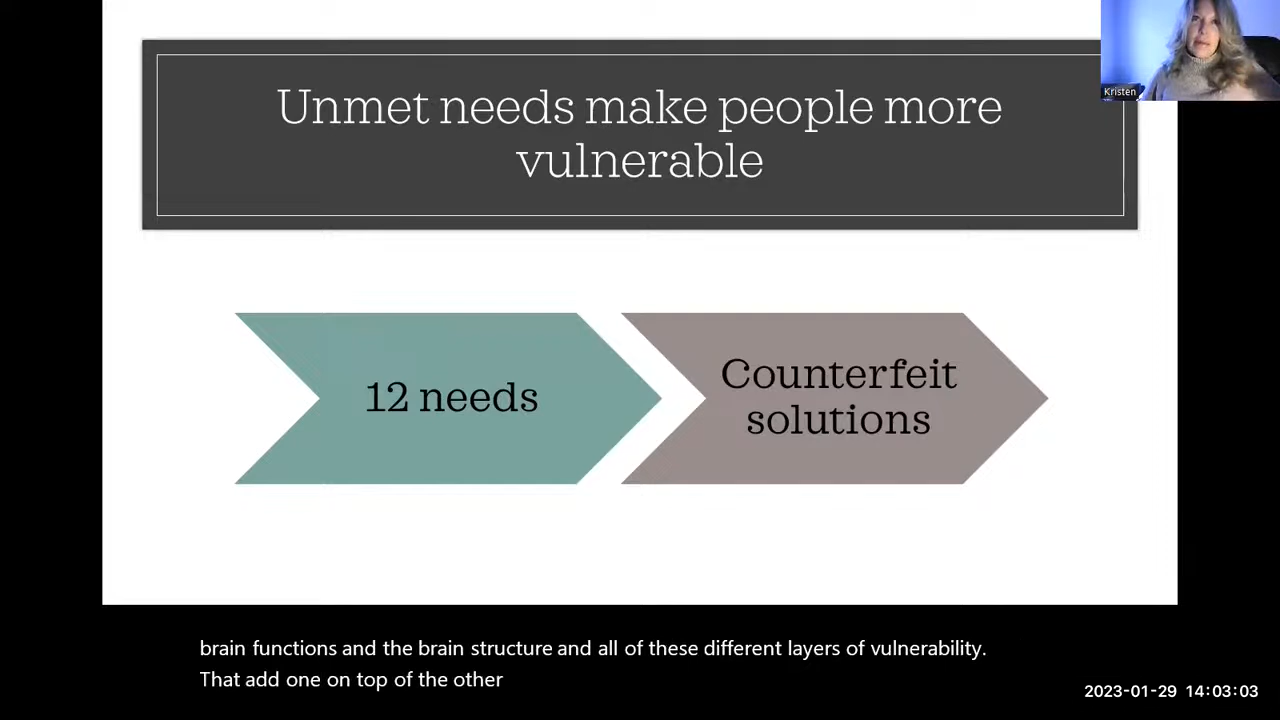 Unmet needs make people more
vulnerable
Kristen
12 needs
Counterfeit
solutions
brain functions and the brain structure and all of these different layers of vulnerability.
That add one on top of the other
2023-01-29 14:03:03